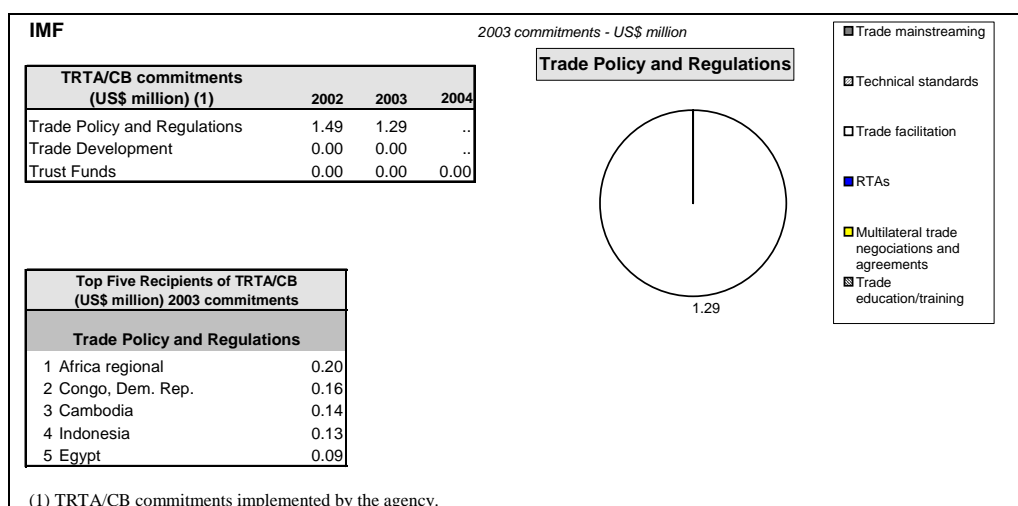 IMF
2003 commitments - US$ million
TRTA/CB commitments
(US$ million) (1) 2002 2003 2004
Trade Policy and Regulations 1.49 1.29 ..
Trade Development 0.00 0.00 ..
Trust Funds 0.00 0.00 0.00
Trade Policy and Regulations
1.29
Trade mainstreaming
Technical standards
Trade facilitation
RTAs
Multilateral trade
negociations and
agreements
Trade
education/training
Top Five Recipients of TRTA/CB
(US$ million) 2003 commitments
Trade Policy and Regulations
1 Africa regional 0.20
2 Congo, Dem. Rep. 0.16
3 Cambodia 0.14
4 Indonesia 0.13
5 Egypt 0.09
(1) TRTA/CB commitments implemented by the agency.